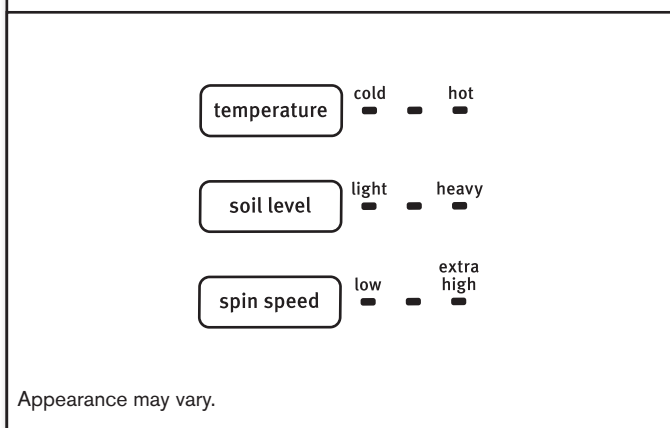 cold hot
temperature
light heavy
soil level
extra
low high
spin speed
Appearance may vary.